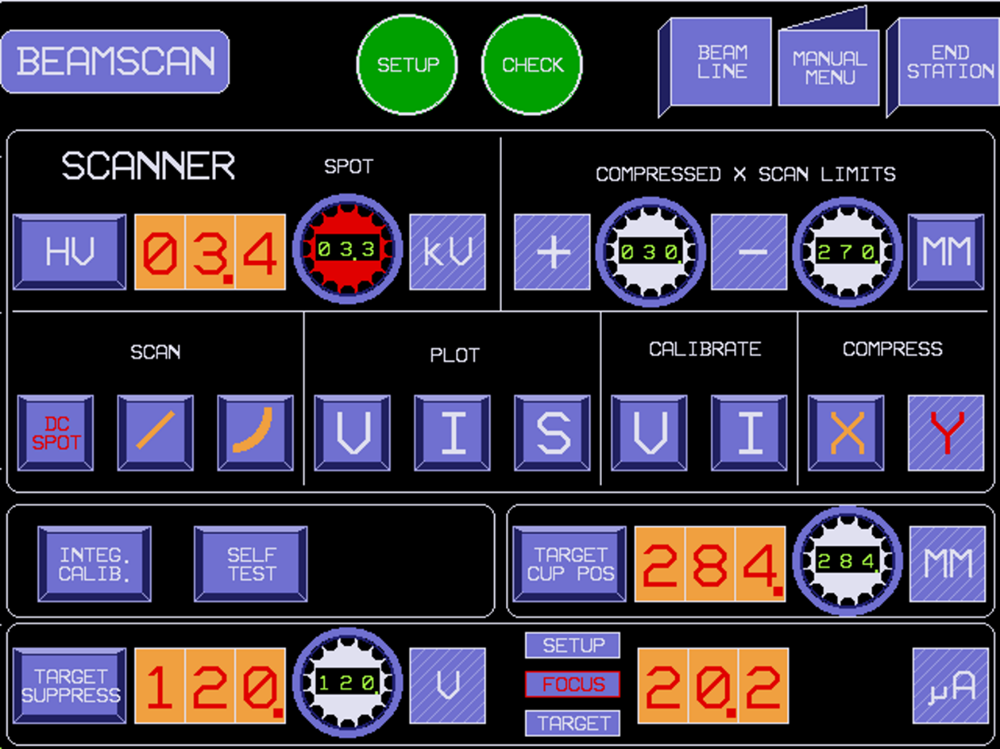 BEAMSCAN
SETUP
CHECK
BEAM
LINE
MANUAL
MENU
END
STATION
SCANNER
SPOT
HV
03.4
03.3
kV
COMPRESSED X SCAN LIMITS
+
030.
-
270.
MM
SCAN
DC
SPOT
PLOT
V
I
S
CALIBRATE
V
I
COMPRESS
X
Y
INTEG.
CALIB.
SELF
TEST
TARGET
CUP POS
284.
284.
MM
TARGET
SUPPRESS
120.
120.
V
SETUP
FOCUS
TARGET
20.2
µA